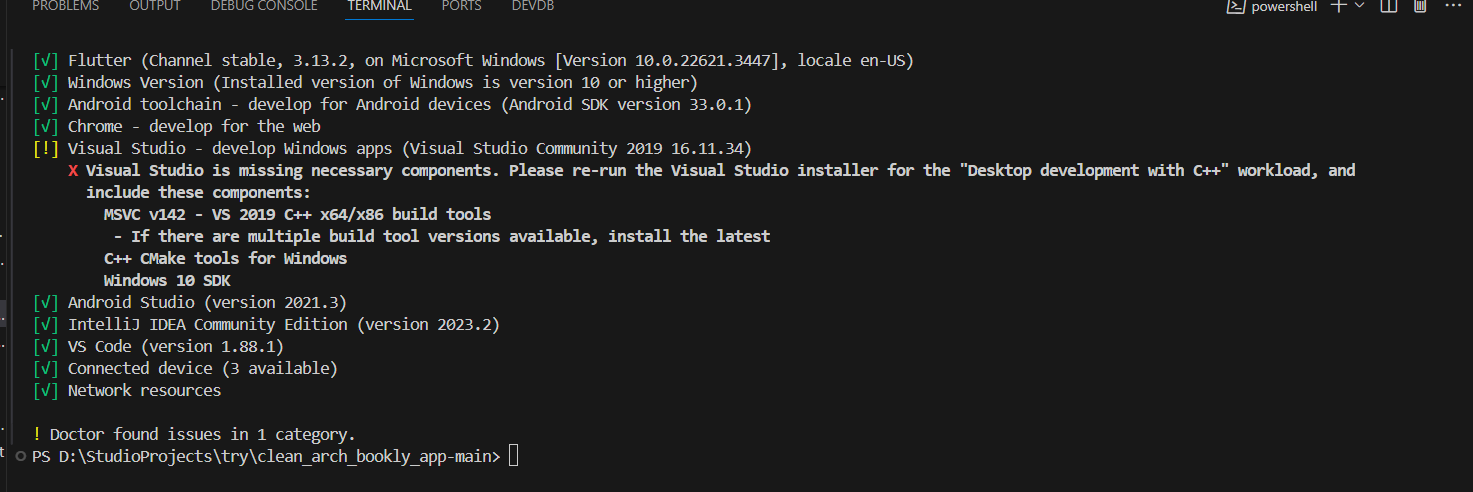 PROBLEMS OUTPUT DEBUG CONSOLE TERMINAL PORTS DEVDB powershell
[√] Flutter (Channel stable, 3.13.2, on Microsoft Windows [Version 10.0.22621.3447], locale en-US)
[√] Windows Version (Installed version of Windows is version 10 or higher)
[√] Android toolchain - develop for Android devices (Android SDK version 33.0.1)
[√] Chrome - develop for the web
[!] Visual Studio - develop Windows apps (Visual Studio Community 2019 16.11.34)
X Visual Studio is missing necessary components. Please re-run the Visual Studio installer for the "Desktop development with C++" workload, and
include these components:
MSVC v142 - VS 2019 C++ x64/x86 build tools
- If there are multiple build tool versions available, install the latest
C++ CMake tools for Windows
Windows 10 SDK
[√] Android Studio (version 2021.3)
[√] IntelliJ IDEA Community Edition (version 2023.2)
[√] VS Code (version 1.88.1)
[√] Connected device (3 available)
[√] Network resources
! Doctor found issues in 1 category.
PS D:\StudioProjects\try\clean_arch_bookly_app-main>